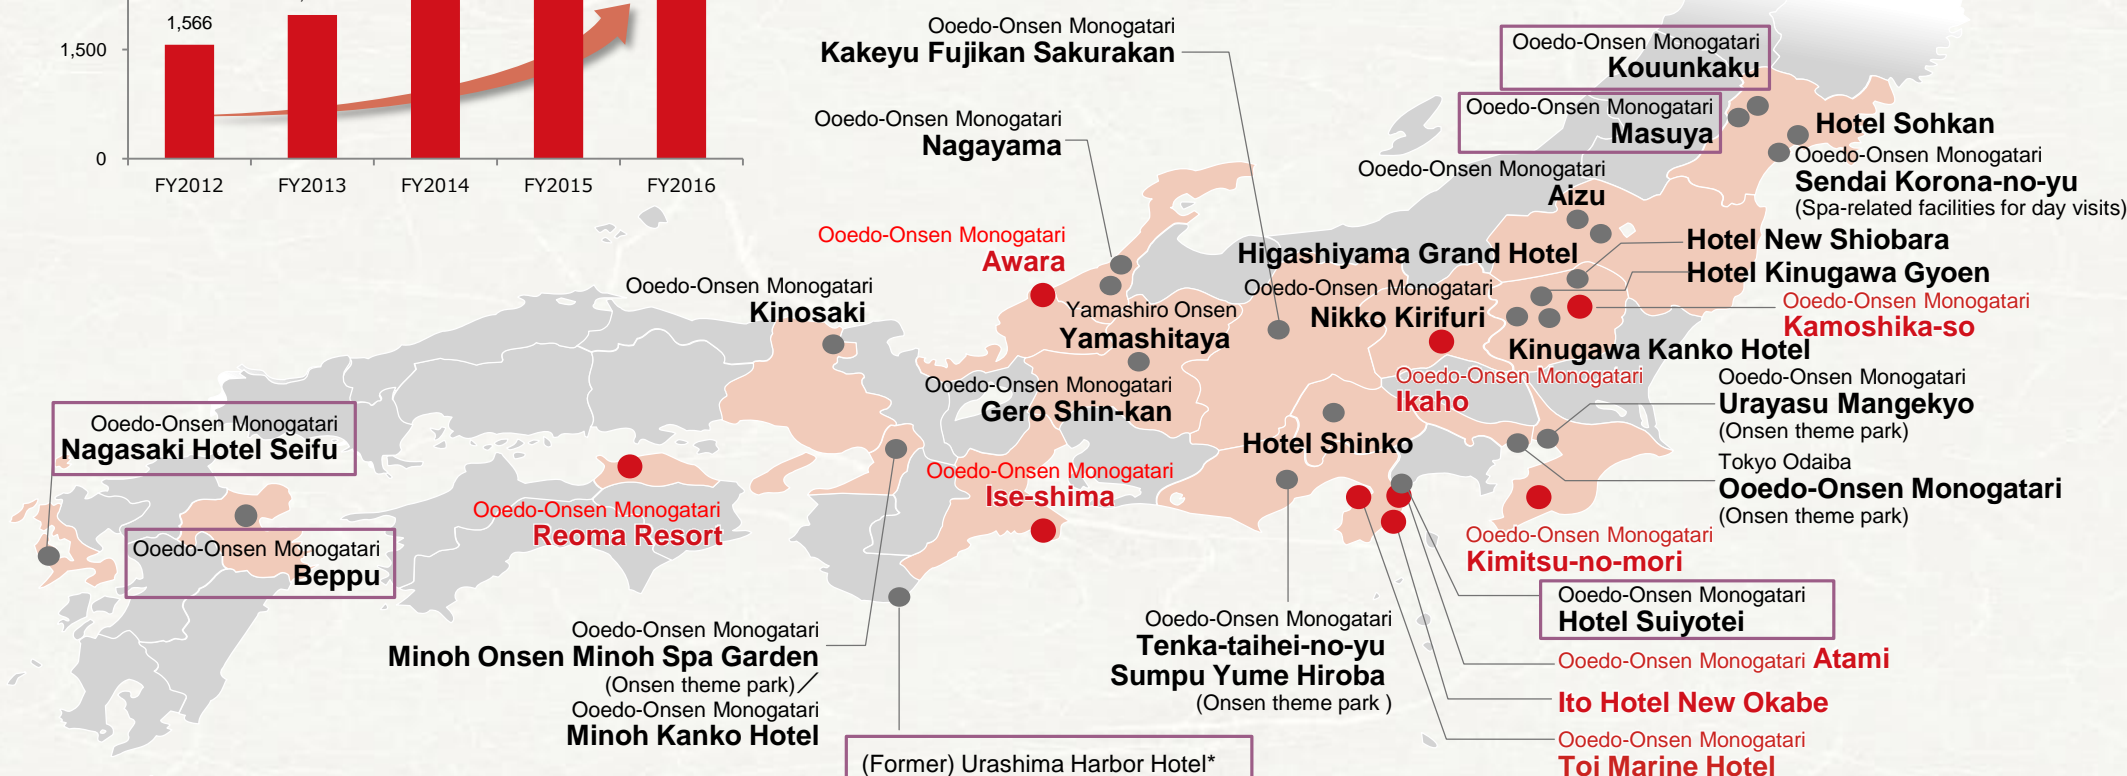 1,566
1,500
0
FY2012
FY2013
FY2014
FY2015
FY2016
Ooedo-Onsen Monogatari
Kakeyu Fujikan Sakurakan
Ooedo-Onsen Monogatari
Nagayama
Ooedo-Onsen Monogatari
Awara
Ooedo-Onsen Monogatari
Kinosaki
Yamashiro Onsen
Yamashitaya
Ooedo-Onsen Monogatari
Gero Shin-kan
Ooedo-Onsen Monogatari
Kouunkaku
Ooedo-Onsen Monogatari
Masuya
Hotel Sohkan
Ooedo-Onsen Monogatari
Sendai Korona-no-yu
(Spa-related facilities for day visits)
Ooedo-Onsen Monogatari
Aizu
Higashiyama Grand Hotel
Hotel New Shiobara
Hotel Kinugawa Gyoen
Ooedo-Onsen Monogatari
Nikko Kirifuri
Ooedo-Onsen Monogatari
Kamoshika-so
Kinugawa Kanko Hotel
Ooedo-Onsen Monogatari
Ikaho
Ooedo-Onsen Monogatari
Urayasu Mangekyo
(Onsen theme park)
Hotel Shinko
Tokyo Odaiba
Ooedo-Onsen Monogatari
(Onsen theme park)
Ooedo-Onsen Monogatari
Nagasaki Hotel Seifu
Ooedo-Onsen Monogatari
Beppu
Ooedo-Onsen Monogatari
Reoma Resort
Ooedo-Onsen Monogatari
Ise-shima
Ooedo-Onsen Monogatari
Kimitsu-no-mori
Ooedo-Onsen Monogatari
Hotel Suiyotei
Ooedo-Onsen Monogatari Atami
Ito Hotel New Okabe
Ooedo-Onsen Monogatari
Toi Marine Hotel
Ooedo-Onsen Monogatari
Tenka-taihei-no-yu
Sumpu Yume Hiroba
(Onsen theme park )
Ooedo-Onsen Monogatari
Minoh Onsen Minoh Spa Garden
(Onsen theme park)／
Ooedo-Onsen Monogatari
Minoh Kanko Hotel
(Former) Urashima Harbor Hotel*